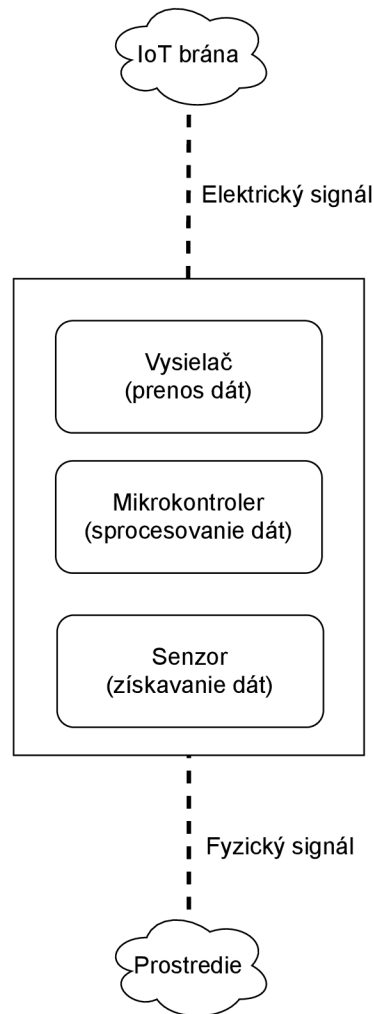 IoT brána
Elektrický signál
Vysielač
(prenos dát)
Mikrokontroler
(sprocesovanie dát)
Senzor
(získavanie dát)
Fyzický signál
Prostredie